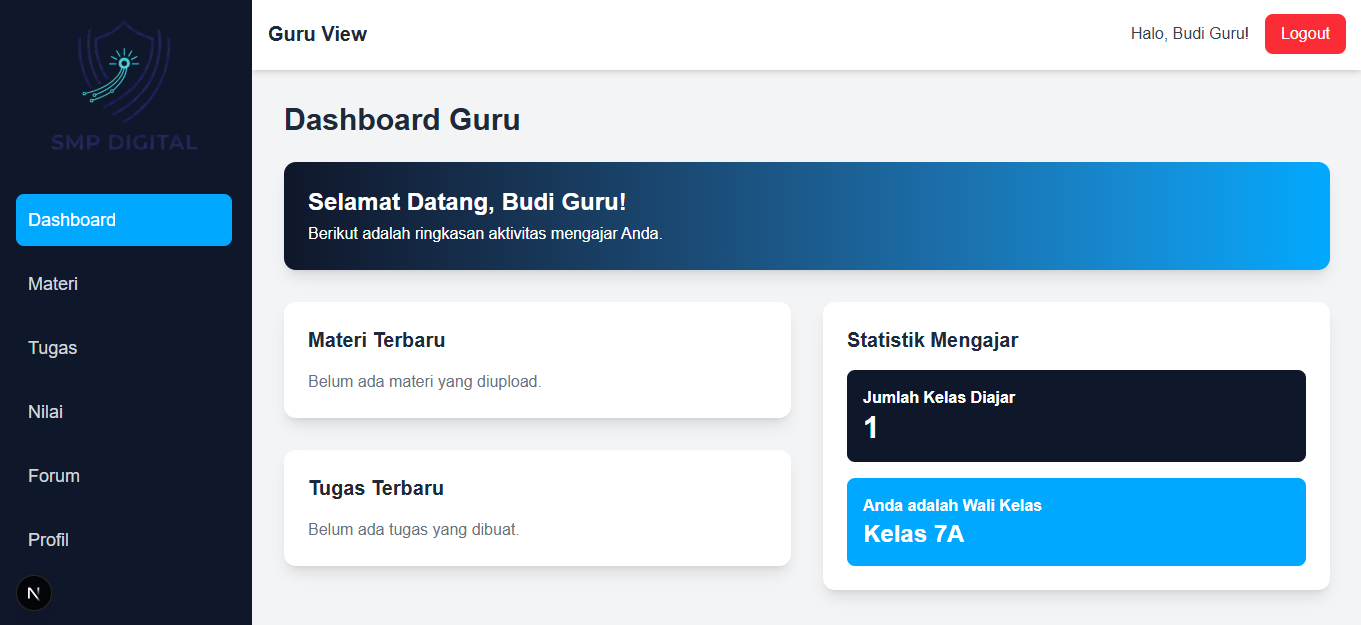 SMP DIGITAL
Dashboard
Materi
Tugas
Nilai
Forum
Profil
N
Guru View
Halo, Budi Guru!
Logout
Dashboard Guru
Selamat Datang, Budi Guru!
Berikut adalah ringkasan aktivitas mengajar Anda.
Materi Terbaru
Belum ada materi yang diupload.
Tugas Terbaru
Belum ada tugas yang dibuat.
Statistik Mengajar
Jumlah Kelas Diajar
1
Anda adalah Wali Kelas
Kelas 7A